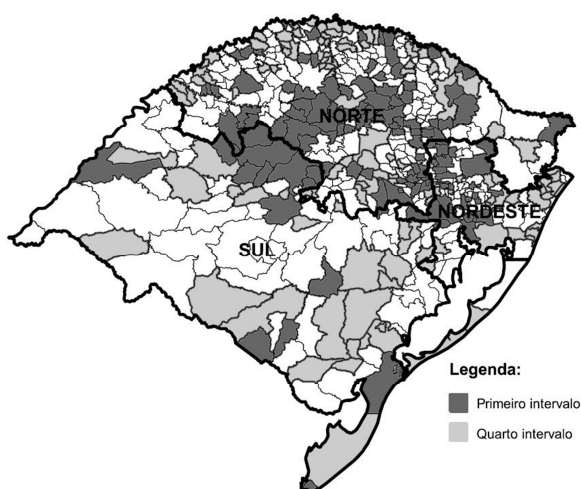 NORTE
NORDESTE
SUL
Legenda:
Primeiro intervalo
Quarto intervalo